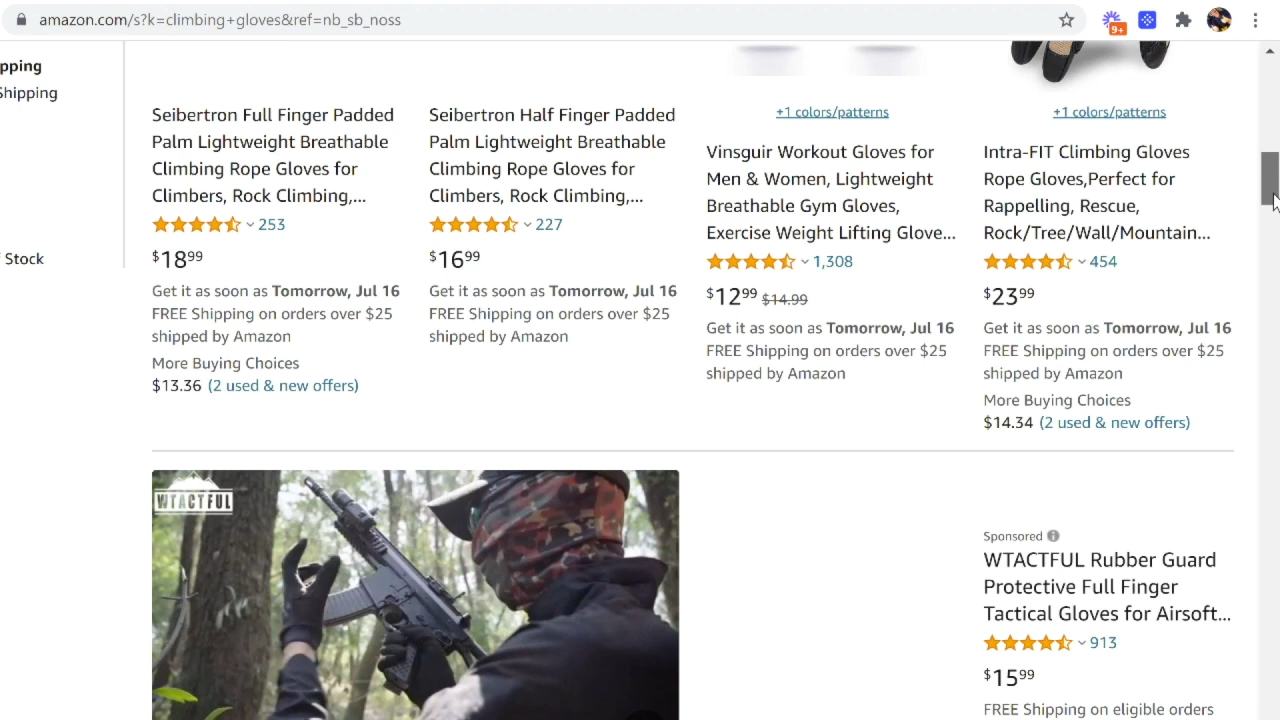 amazon.com/s?k=climbing+gloves&ref=nb_sb_noss
9+
pping
Shipping
Stock
Seibertron Full Finger Padded
Palm Lightweight Breathable
Climbing Rope Gloves for
Climbers, Rock Climbing,...
253
$18 99
Get it as soon as Tomorrow, Jul 16
FREE Shipping on orders over $25
shipped by Amazon
More Buying Choices
$13.36 (2 used & new offers)
Seibertron Half Finger Padded
Palm Lightweight Breathable
Climbing Rope Gloves for
Climbers, Rock Climbing,...
227
$16 99
Get it as soon as Tomorrow, Jul 16
FREE Shipping on orders over $25
shipped by Amazon
+1 colors/patterns
Vinsguir Workout Gloves for
Men & Women, Lightweight
Breathable Gym Gloves,
Exercise Weight Lifting Glove...
1,308
$12 99 $14.99
Get it as soon as Tomorrow, Jul 16
FREE Shipping on orders over $25
shipped by Amazon
+1 colors/patterns
Intra-FIT Climbing Gloves
Rope Gloves,Perfect for
Rappelling, Rescue,
Rock/Tree/Wall/Mountain...
454
$23 99
Get it as soon as Tomorrow, Jul 16
FREE Shipping on orders over $25
shipped by Amazon
More Buying Choices
$14.34 (2 used & new offers)
WTACTFUL
Sponsored
WTACTFUL Rubber Guard
Protective Full Finger
Tactical Gloves for Airsoft...
913
$15 99
FREE Shipping on eligible orders